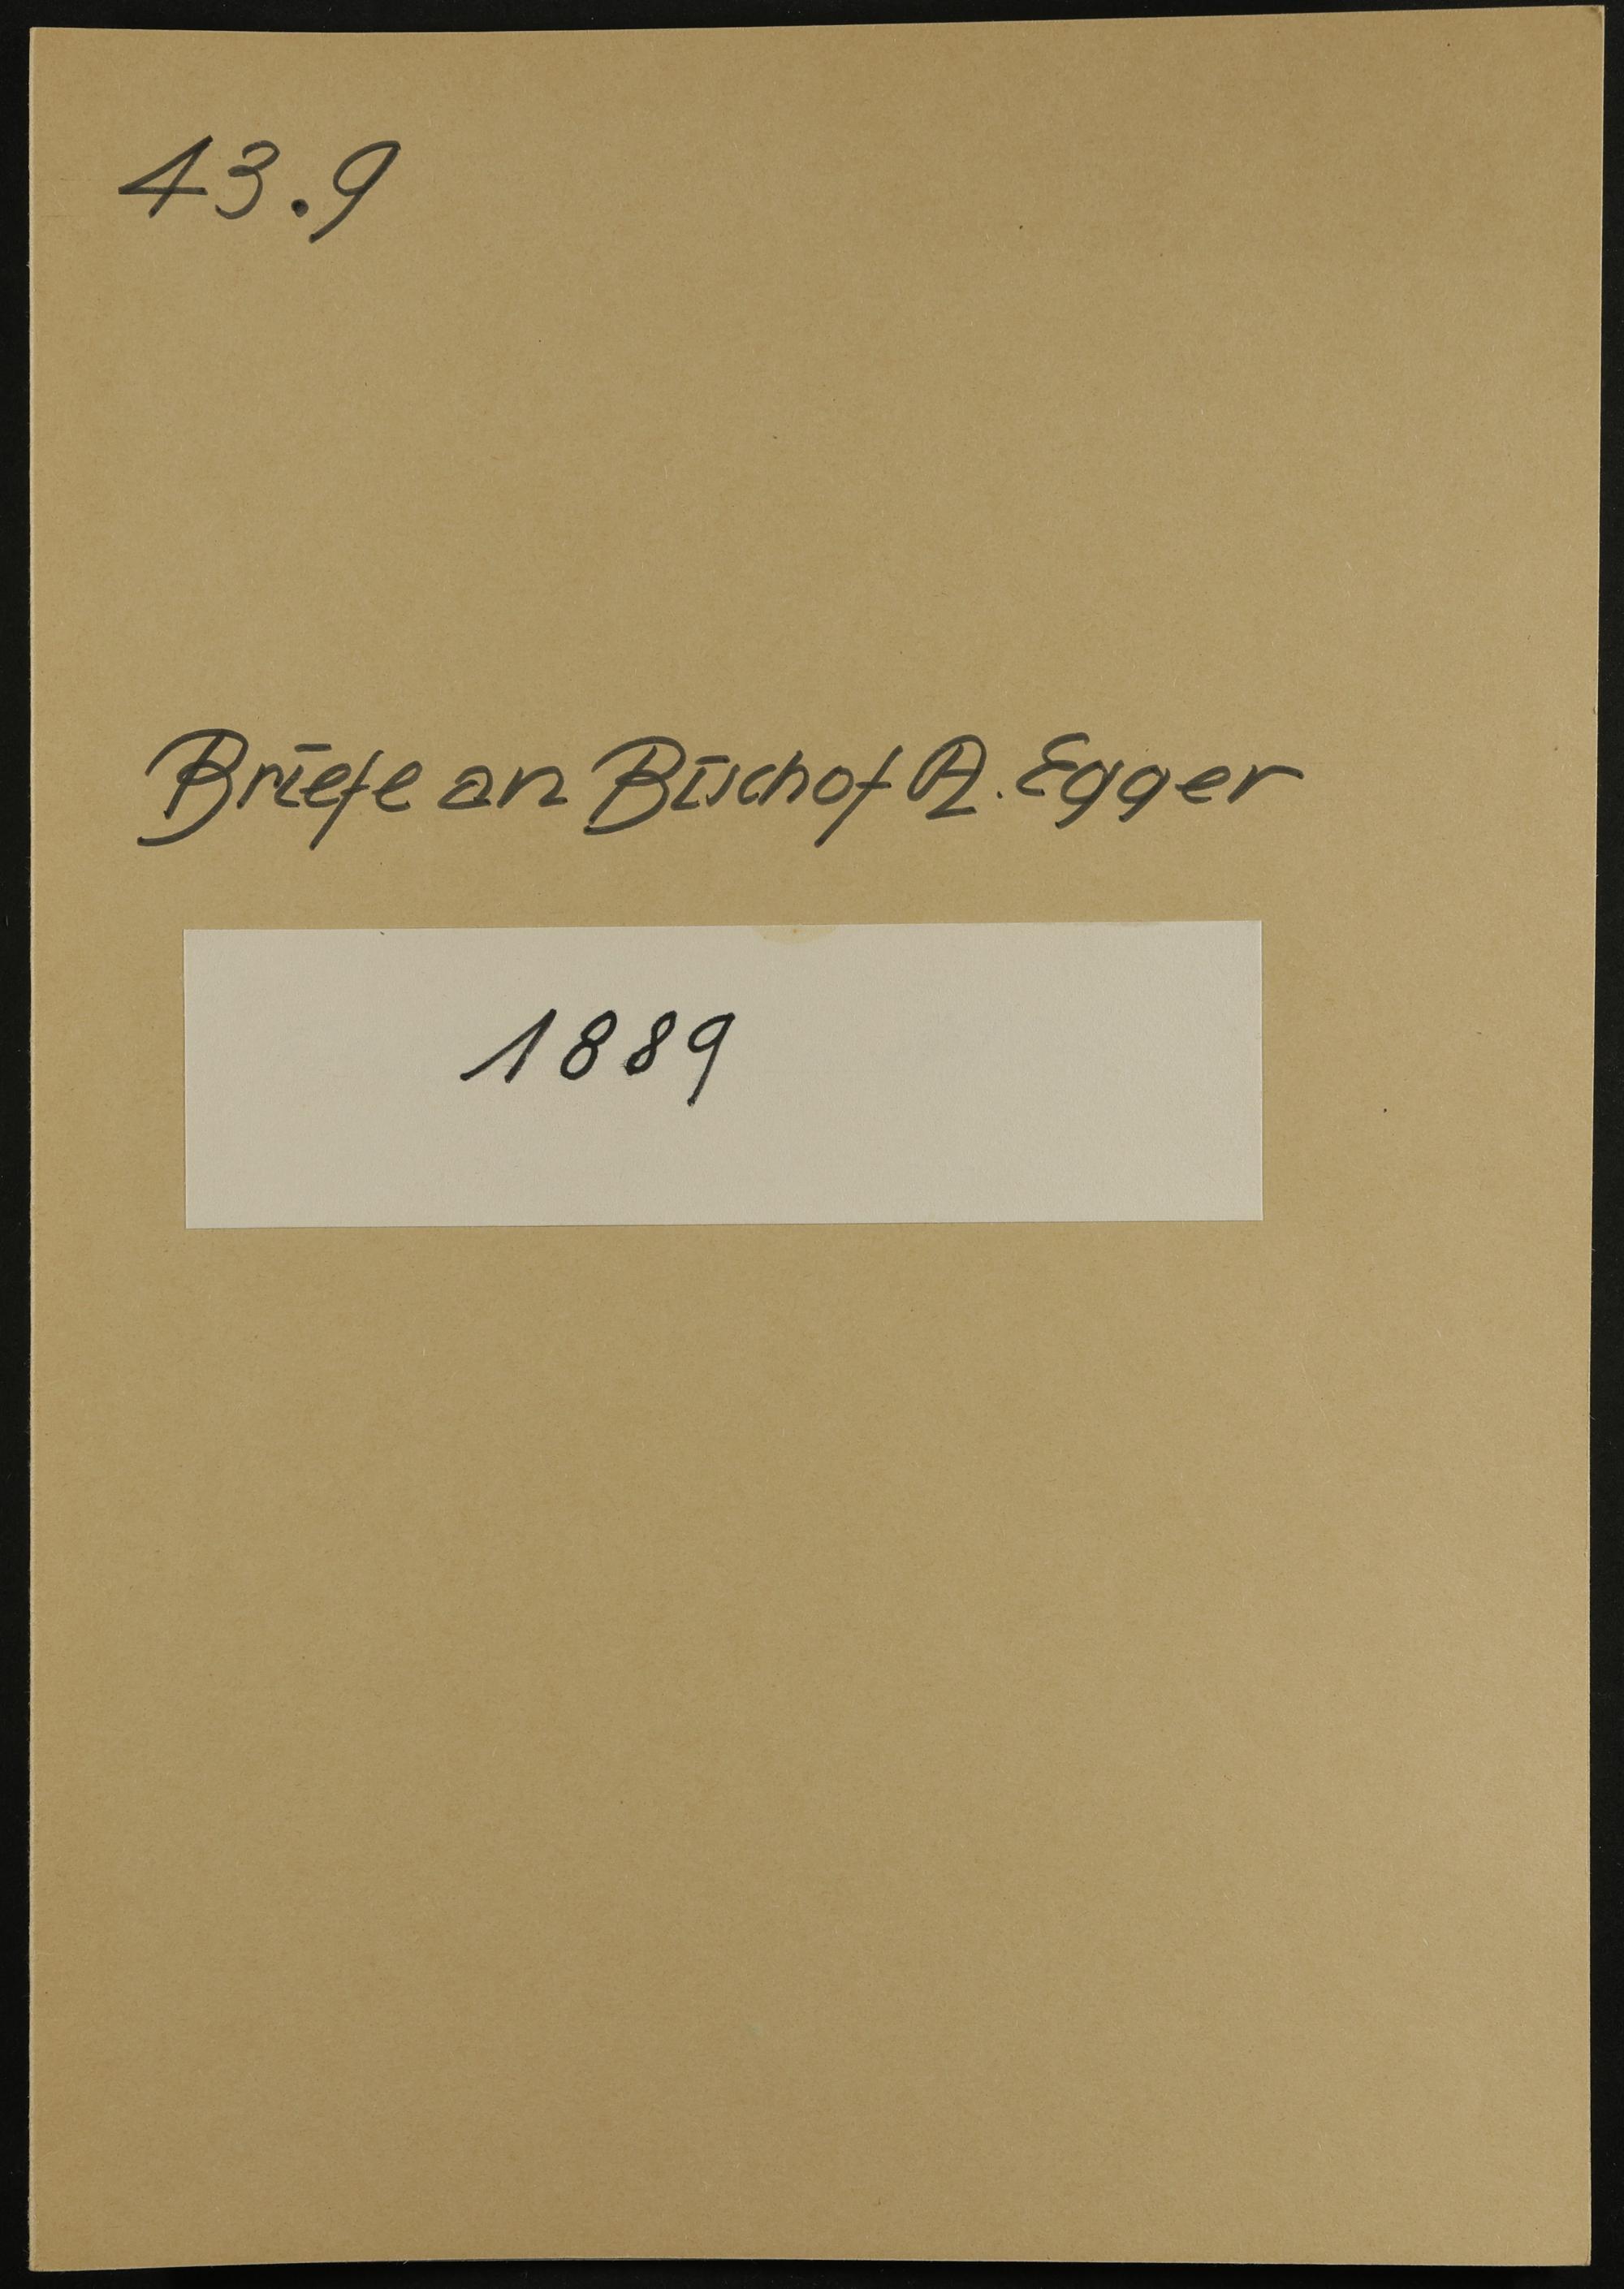 43.9
Briefe an Bischof A. Egger
1889